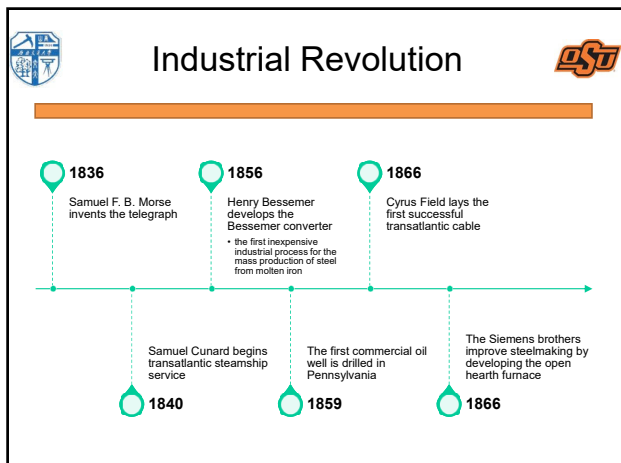 Industrial Revolution
OSU
1836
Samuel F. B. Morse
invents the telegraph
1856
Henry Bessemer
develops the
Bessemer converter
• the first inexpensive
industrial process for the
mass production of steel
from molten iron
1866
Cyrus Field lays the
first successful
transatlantic cable
Samuel Cunard begins
transatlantic steamship
service
1840
The first commercial oil
well is drilled in
Pennsylvania
1859
The Siemens brothers
improve steelmaking by
developing the open
hearth furnace
1866